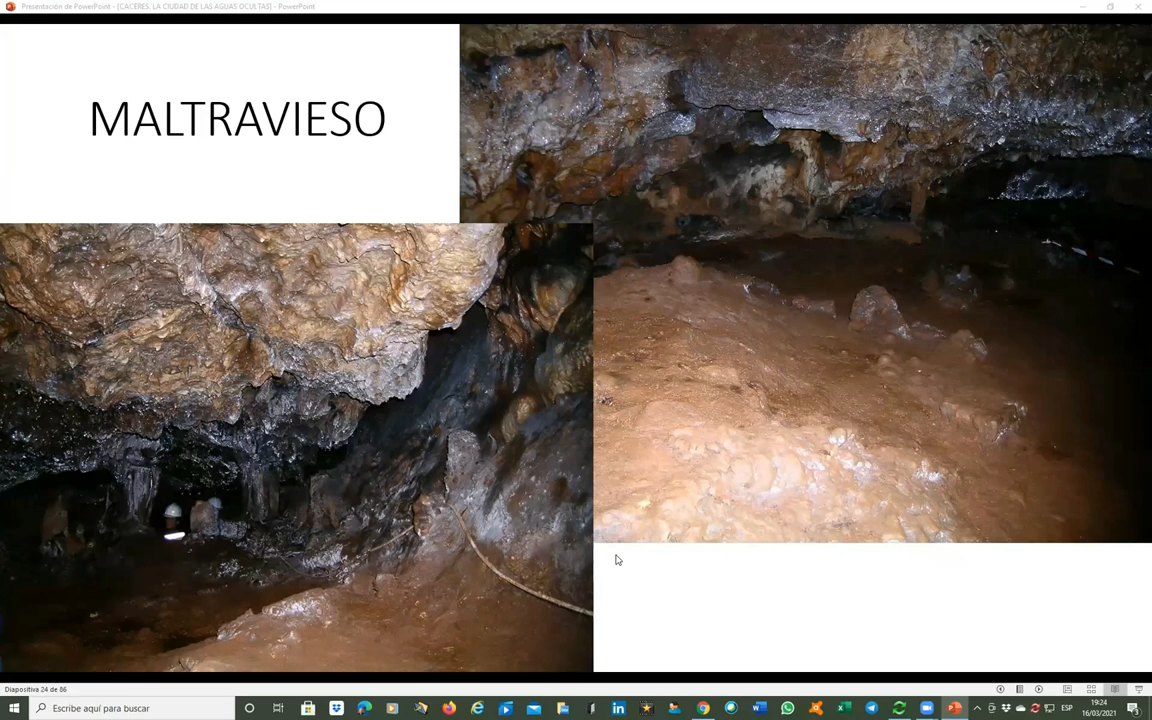 Presentación de PowerPoint - [CACERES. LA CIUDAD DE LAS AGUAS OCULTAS] - PowerPoint
MALTRAVIESO
Diapositiva 24 de 86
Escribe aquí para buscar
ESP
19:24
16/03/2021